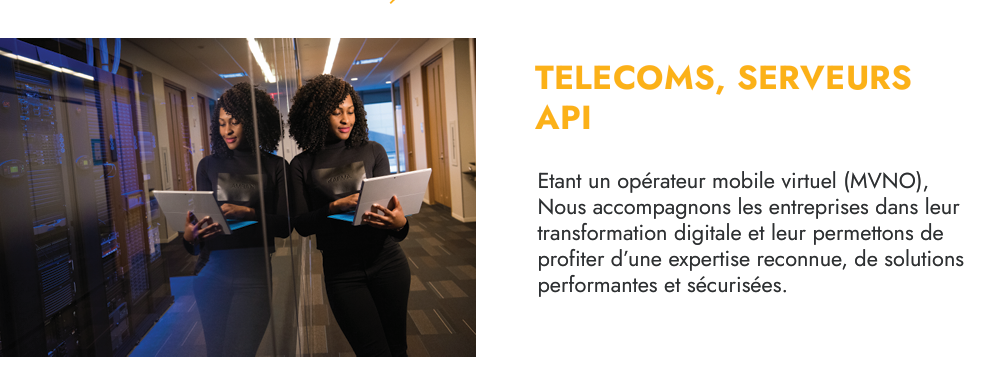 TELECOMS, SERVEURS
API
Etant un opérateur mobile virtuel (MVNO),
Nous accompagnons les entreprises dans leur
transformation digitale et leur permettons de
profiter d’une expertise reconnue, de solutions
performantes et sécurisées.